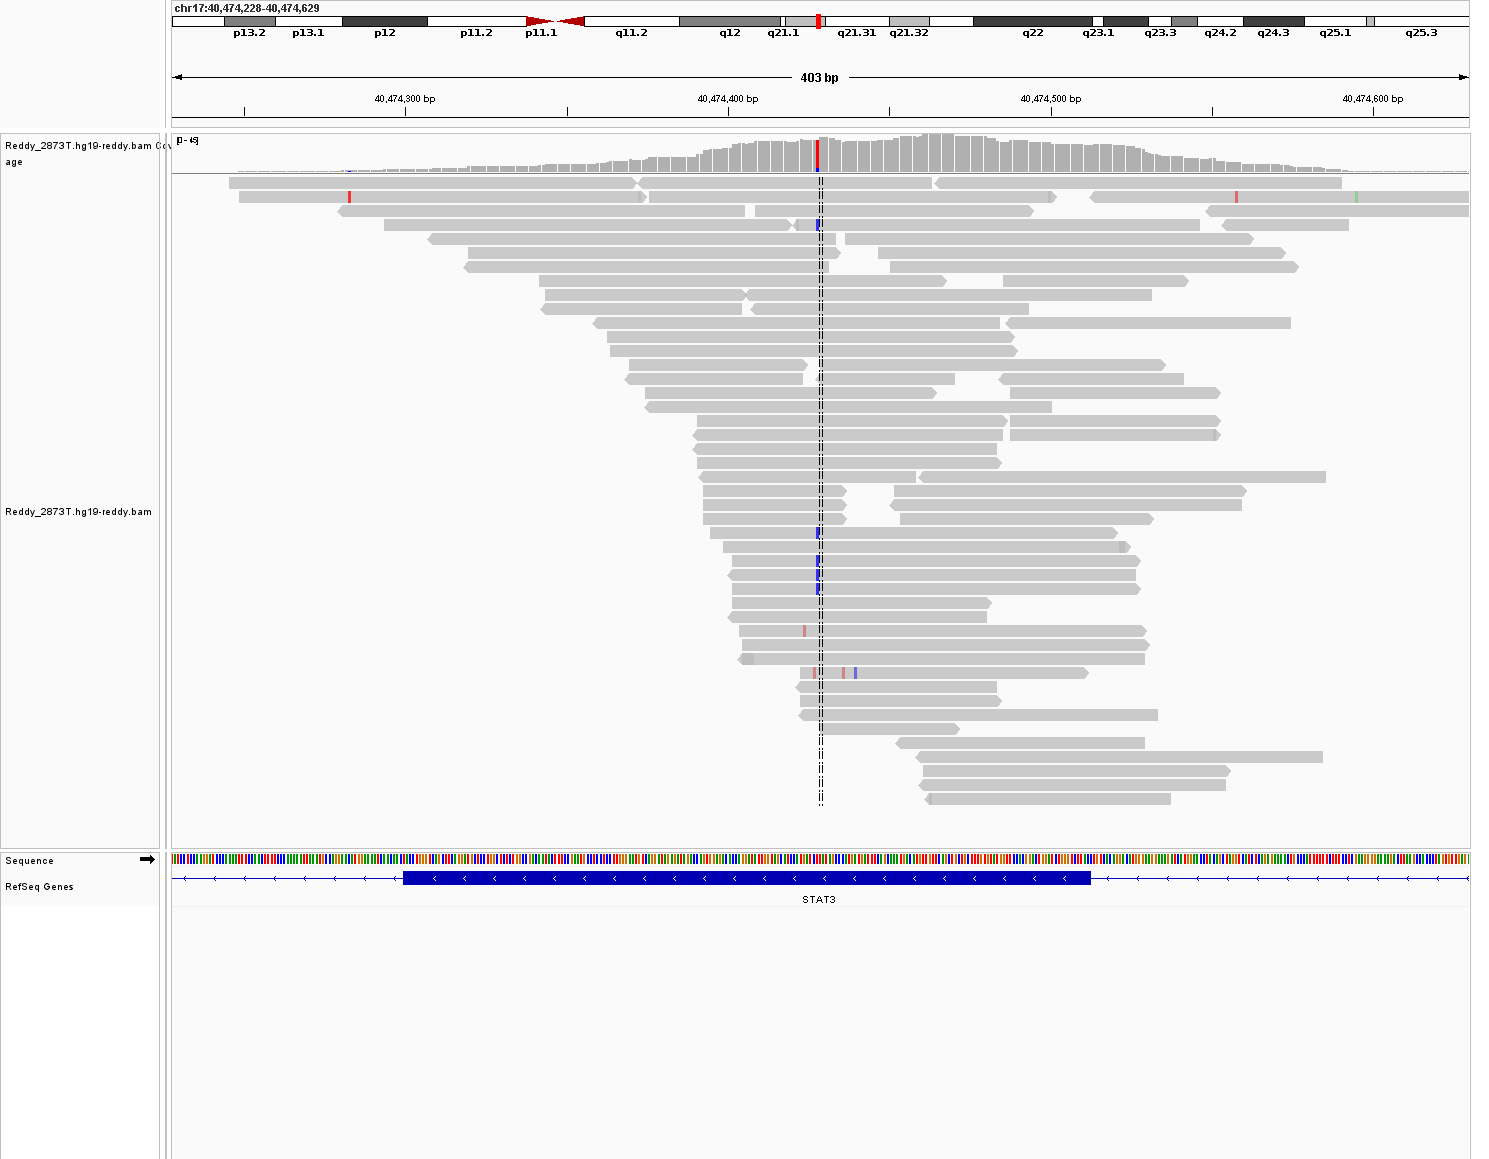 chr17:40,474,228-40,474,629
p13.2 p13.1 p12 p11.2 p11.1 q11.2 q12 q21.1 q21.31 q21.32 q22 q23.1 q23.3 q24.2 q24.3 q25.1 q25.3
403 bp
40,474,300 bp 40,474,400 bp 40,474,500 bp 40,474,600 bp
Reddy_2873T.hg19-reddy.bam Cov
age
Reddy_2873T.hg19-reddy.bam
Sequence
RefSeq Genes
STAT3